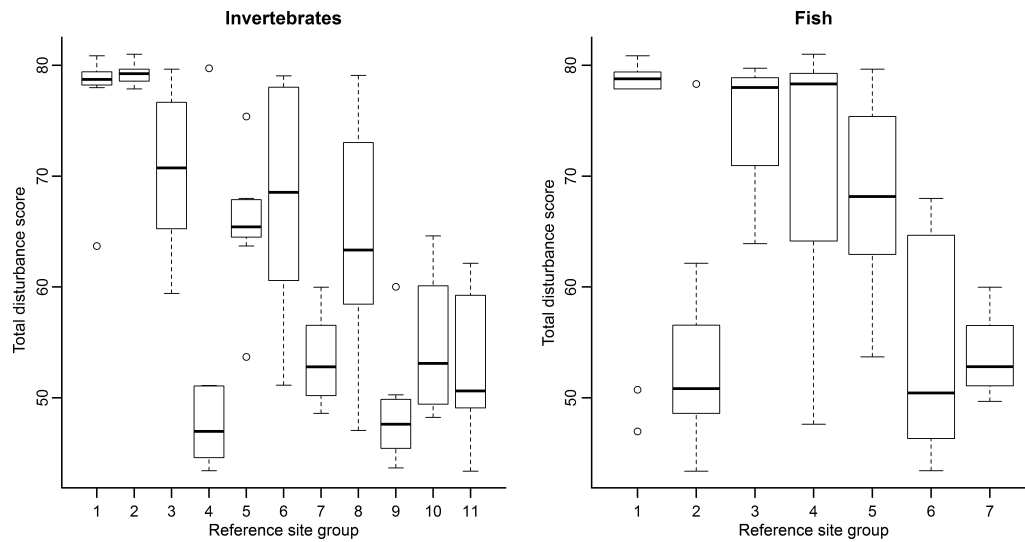 Invertebrates
Total disturbance score
80
70
60
50
1 2 3 4 5 6 7 8 9 10 11
Reference site group
Fish
Total disturbance score
80
70
60
50
1 2 3 4 5 6 7
Reference site group